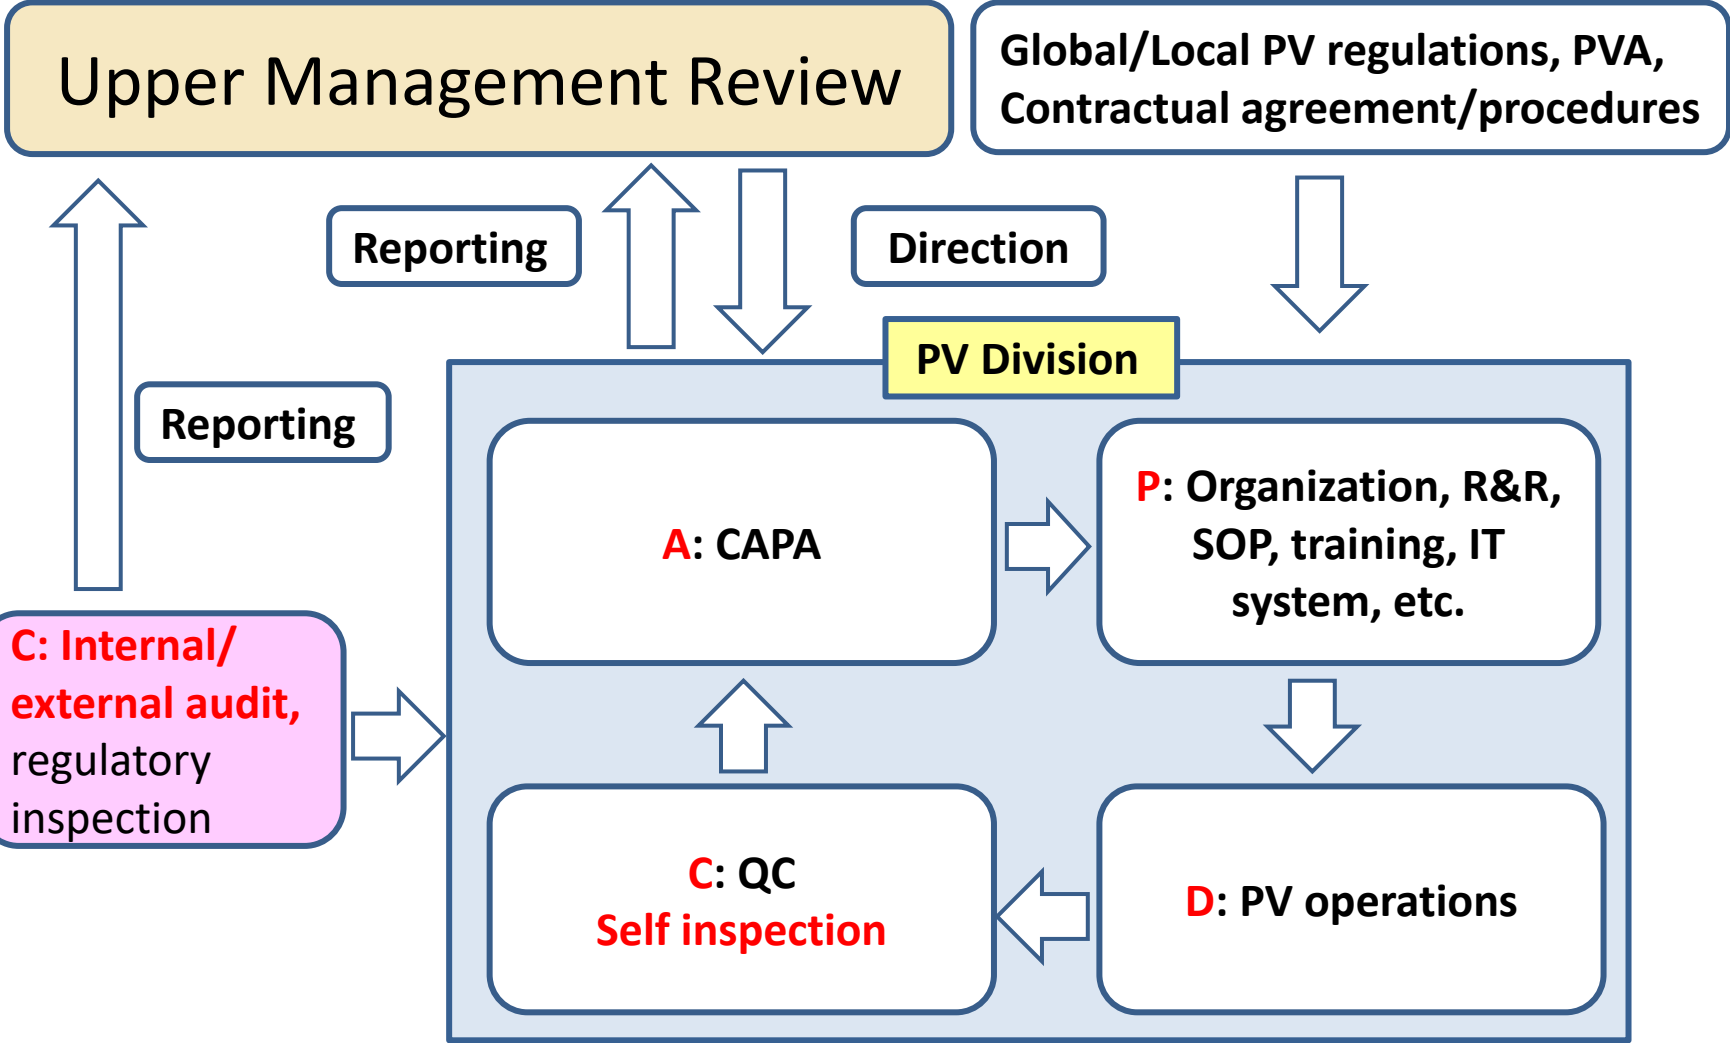 Upper Management Review
Global/Local PV regulations, PVA,
Contractual agreement/procedures
Reporting
Direction
PV Division
Reporting
A: CAPA
P: Organization, R&R,
SOP, training, IT
system, etc.
C: Internal/
external audit,
regulatory
inspection
C: QC
Self inspection
D: PV operations